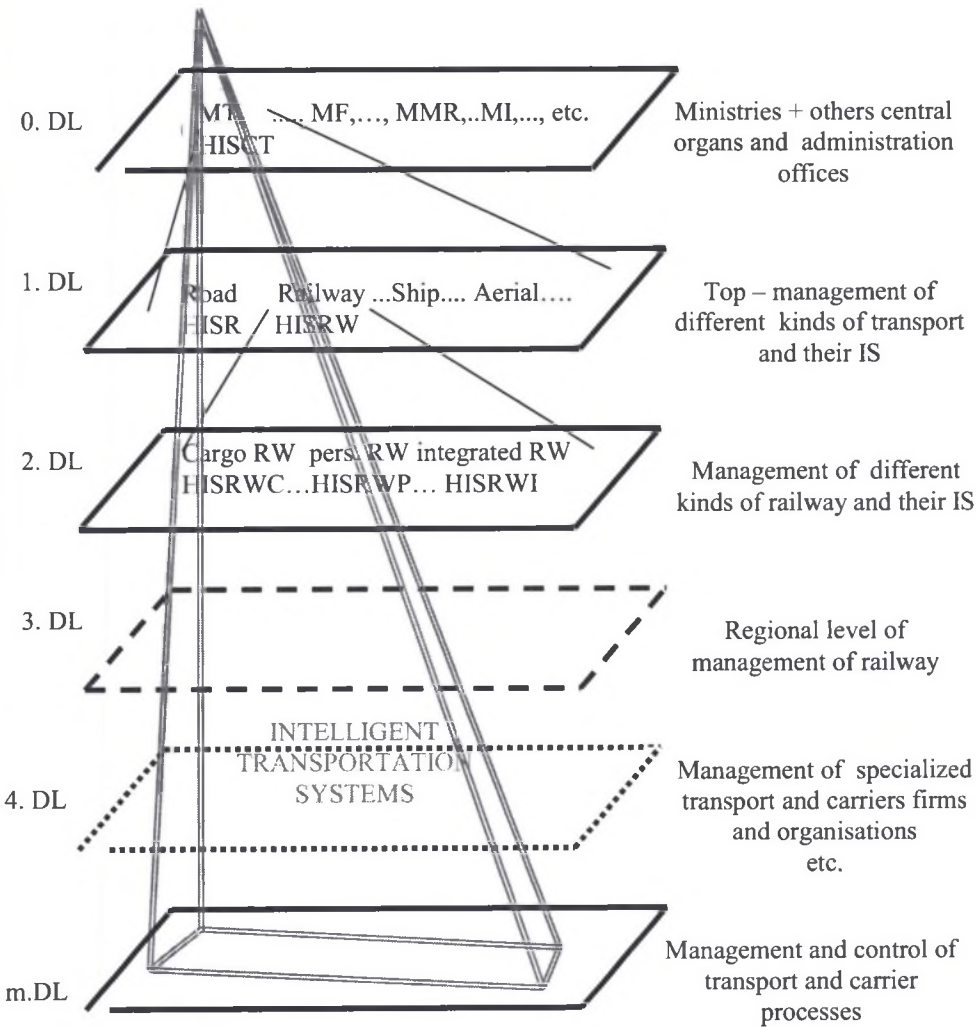 0. DL
MT ..... MF,..., MMR,..MI,..., etc.
HISCT
Ministries + others central
organs and administration
offices
1. DL
Road Railway ...Ship.... Aerial....
HISR HISRW
Top – management of
different kinds of transport
and their IS
2. DL
Cargo RW pers. RW integrated RW
HISRWC...HISRWP... HISRWI
Management of different
kinds of railway and their IS
3. DL
Regional level of
management of railway
INTELLIGENT
TRANSPORTATION
SYSTEMS
4. DL
Management of specialized
transport and carriers firms
and organisations
etc.
m.DL
Management and control of
transport and carrier
processes